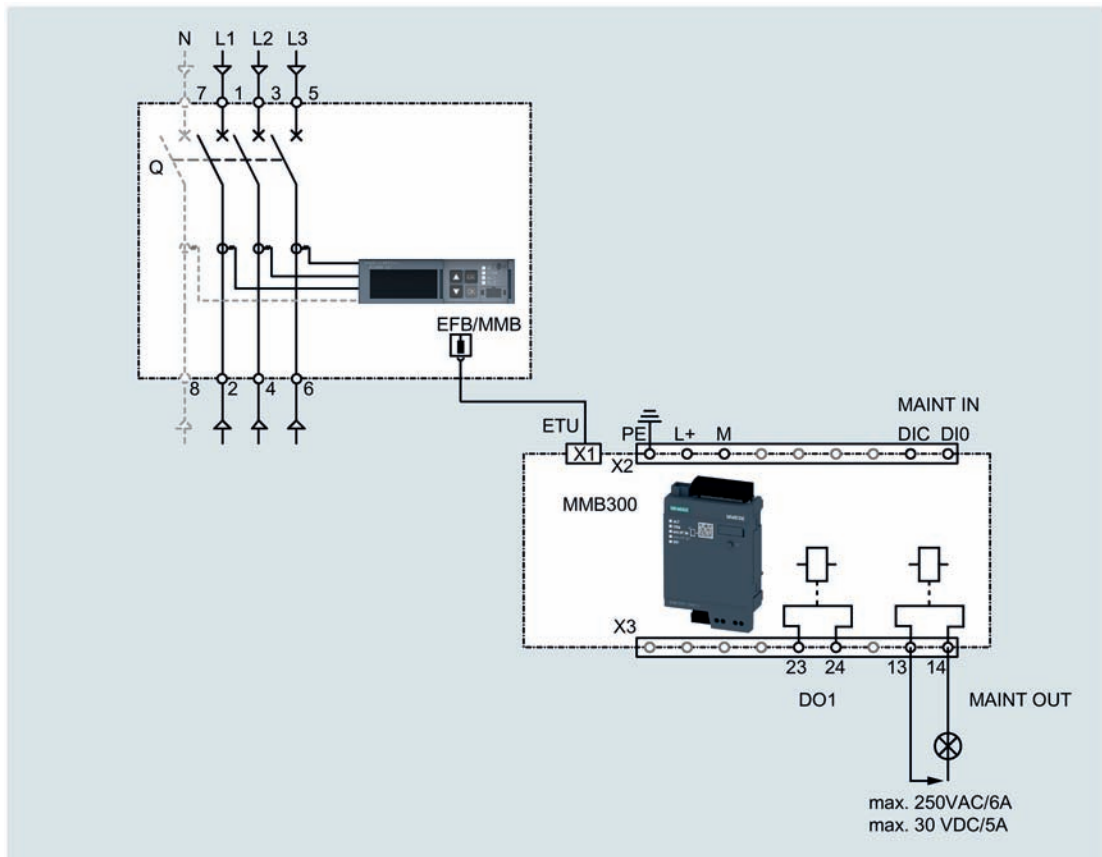 N L1 L2 L3
7 1 3 5
Q
EFB/MMB
8 2 4 6
MAINT IN
ETU PE L+ M DIC DI0
X1
X2
MMB300
SIEMENS
X3
23 24 13 14
DO1 MAINT OUT
max. 250VAC/6A
max. 30 VDC/5A